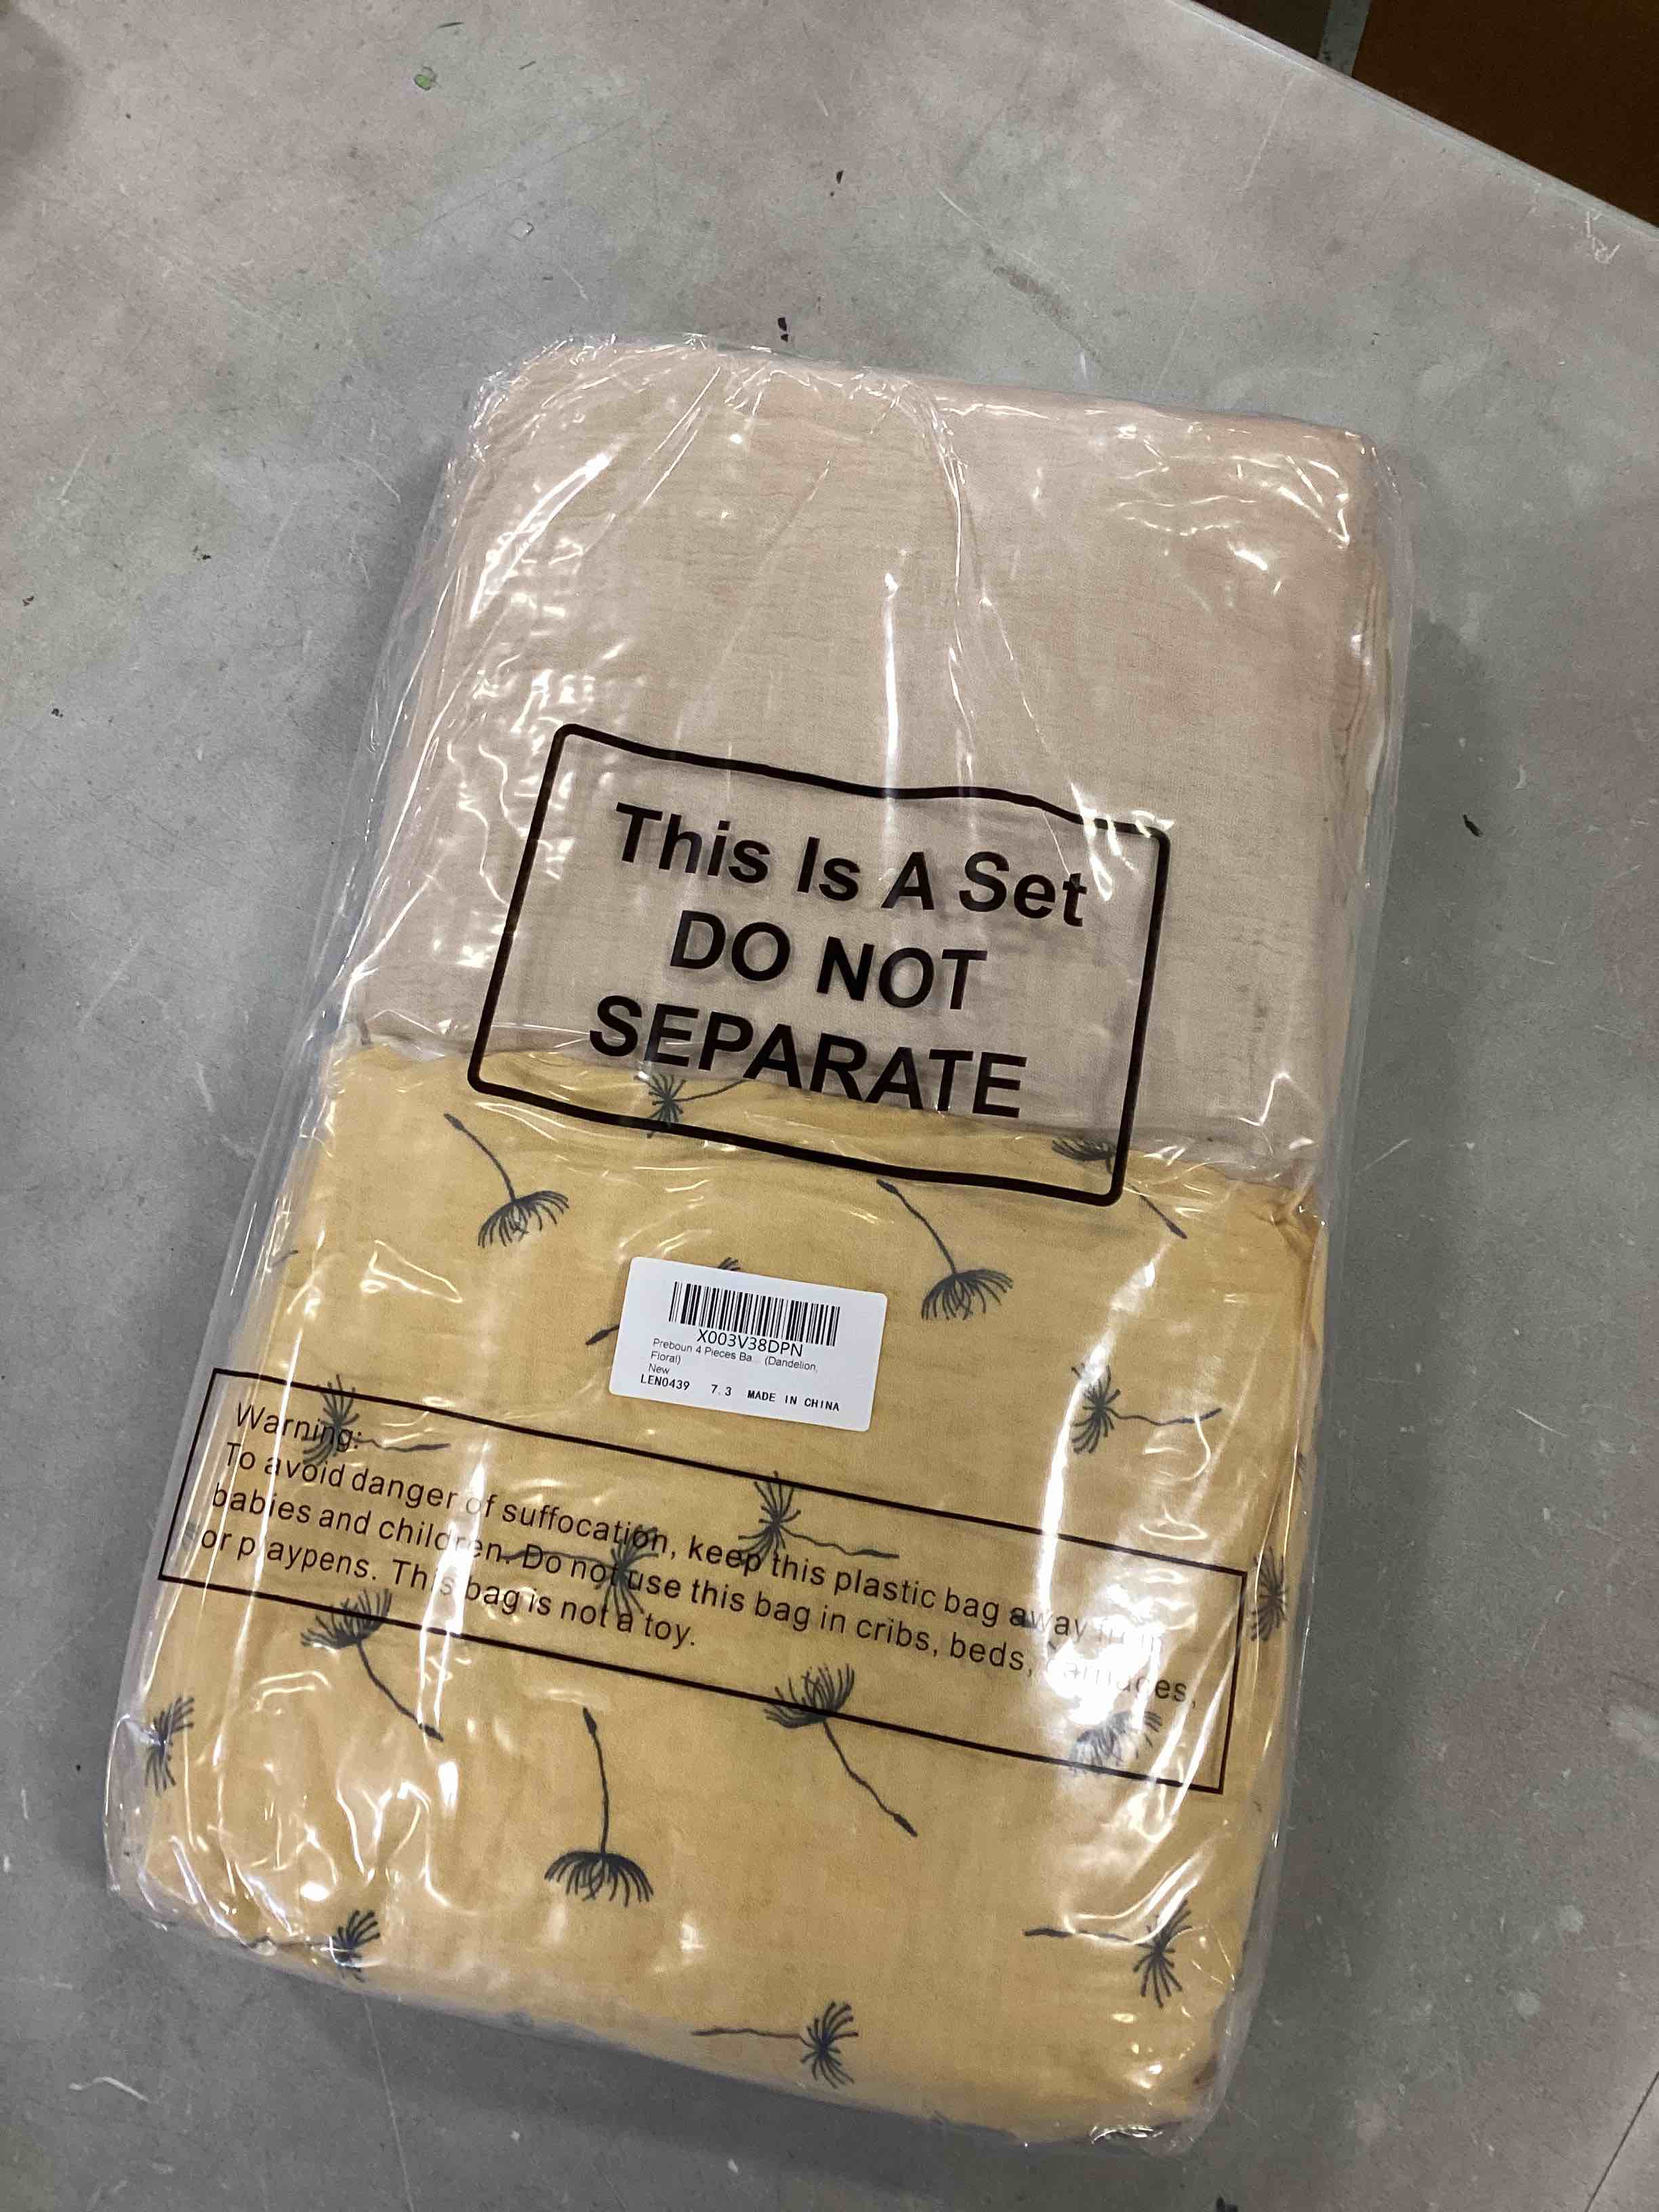 This Is A Set
DO NOT
SEPARATE
X003V38DPN
Preboun 4 Pieces Ba... (Dandelion,
Floral)
New
LEN0439 7.3 MADE IN CHINA
Warning:
To avoid danger of suffocation, keep this plastic bag away from
babies and children. Do not use this bag in cribs, beds, carriages,
or playpens. This bag is not a toy.